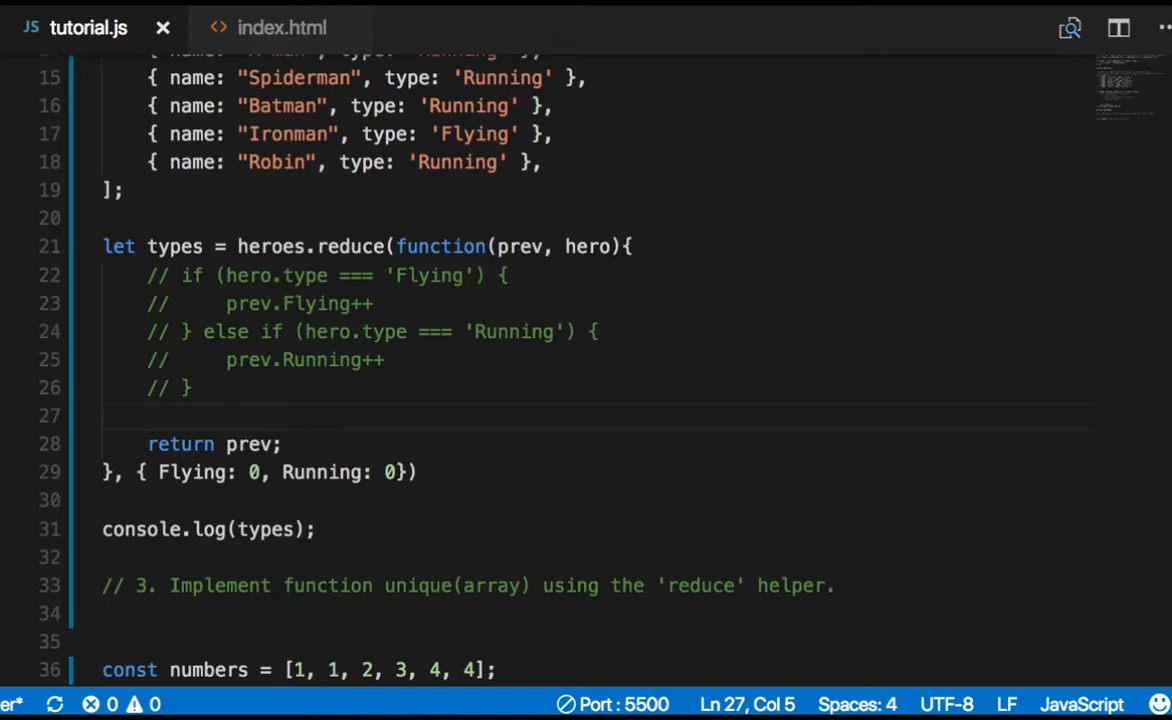 JS tutorial.js × <> index.html
15 { name: "Spiderman", type: 'Running' },
16 { name: "Batman", type: 'Running' },
17 { name: "Ironman", type: 'Flying' },
18 { name: "Robin", type: 'Running' },
19 ];
20
21 let types = heroes.reduce(function(prev, hero){
22 // if (hero.type === 'Flying') {
23 //     prev.Flying++
24 // } else if (hero.type === 'Running') {
25 //     prev.Running++
26 // }
27
28 return prev;
29 }, { Flying: 0, Running: 0})
30
31 console.log(types);
32
33 // 3. Implement function unique(array) using the 'reduce' helper.
34
35
36 const numbers = [1, 1, 2, 3, 4, 4];
er* 0 0 Port : 5500 Ln 27, Col 5 Spaces: 4 UTF-8 LF JavaScript